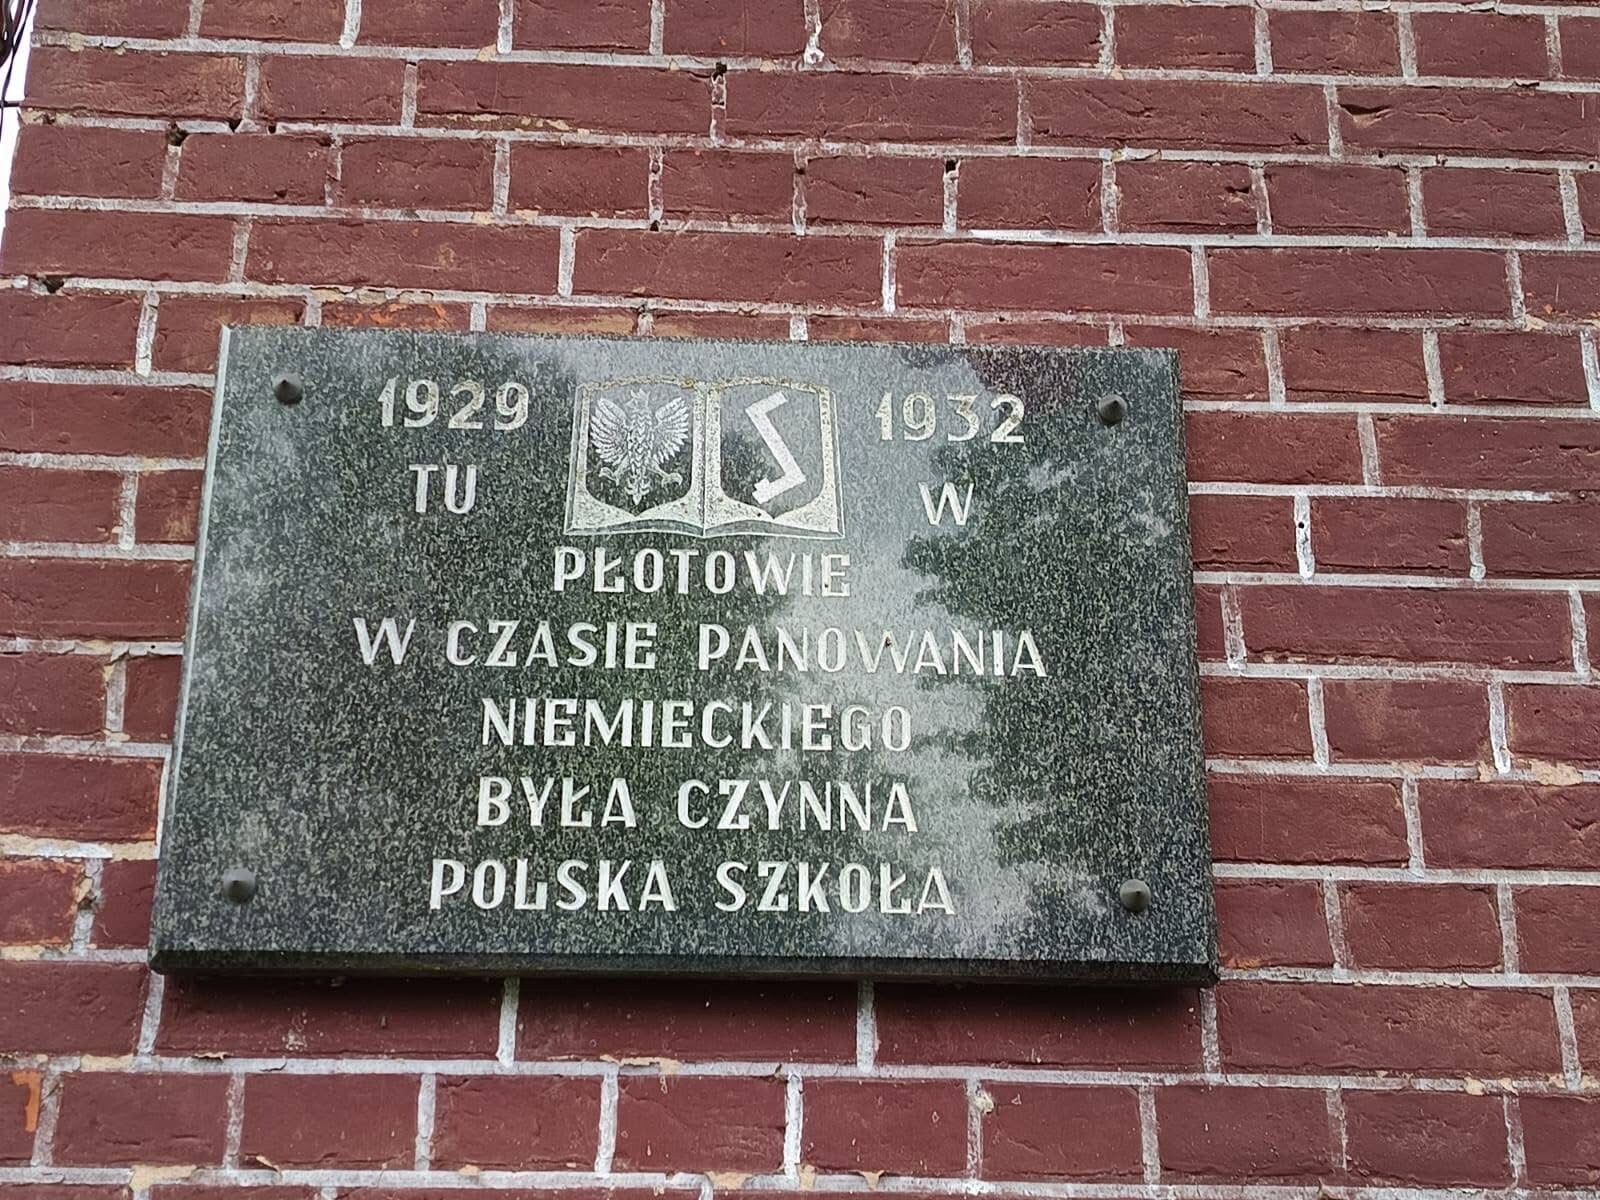 1929 1932
TU W
PŁOTOWIE
W CZASIE PANOWANIA
NIEMIECKIEGO
BYŁA CZYNNA
POLSKA SZKOŁA